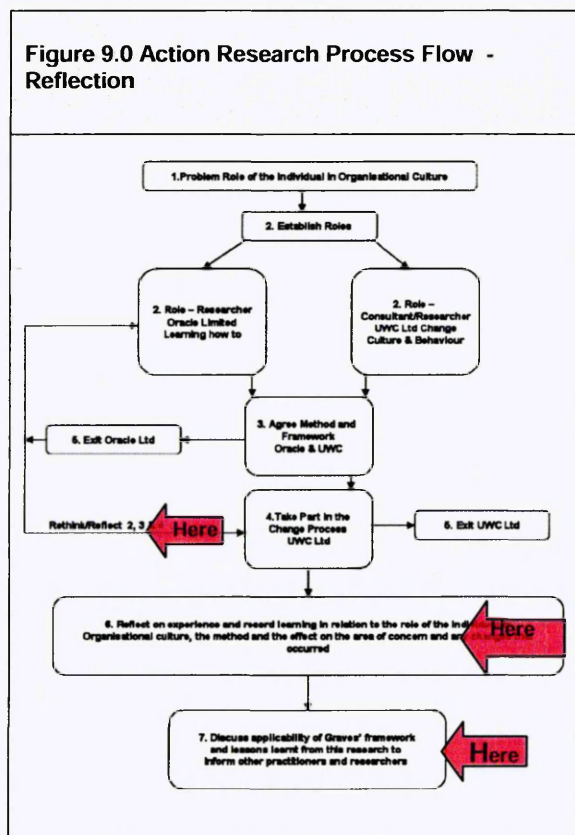 Figure 9.0 Action Research Process Flow -
Reflection
1.Problem Role of the Individual in Organisational Culture
2. Establish Roles
2. Role – Researcher
Oracle Limited
Learning how to
2. Role –
Consultant/Researcher
UWC Ltd Change
Culture & Behaviour
3. Agree Method and
Framework
Oracle & UWC
5. Exit Oracle Ltd
Rethink/Reflect 2, 3
Here
4.Take Part in the
Change Process
UWC Ltd
5. Exit UWC Ltd
6. Reflect on experience and record learning in relation to the role of the
Here
Organisational culture, the method and the effect on the area of concern and
occurred
7. Discuss applicability of Graves' framework
and lessons learnt from this research to
inform other practitioners and researchers
Here